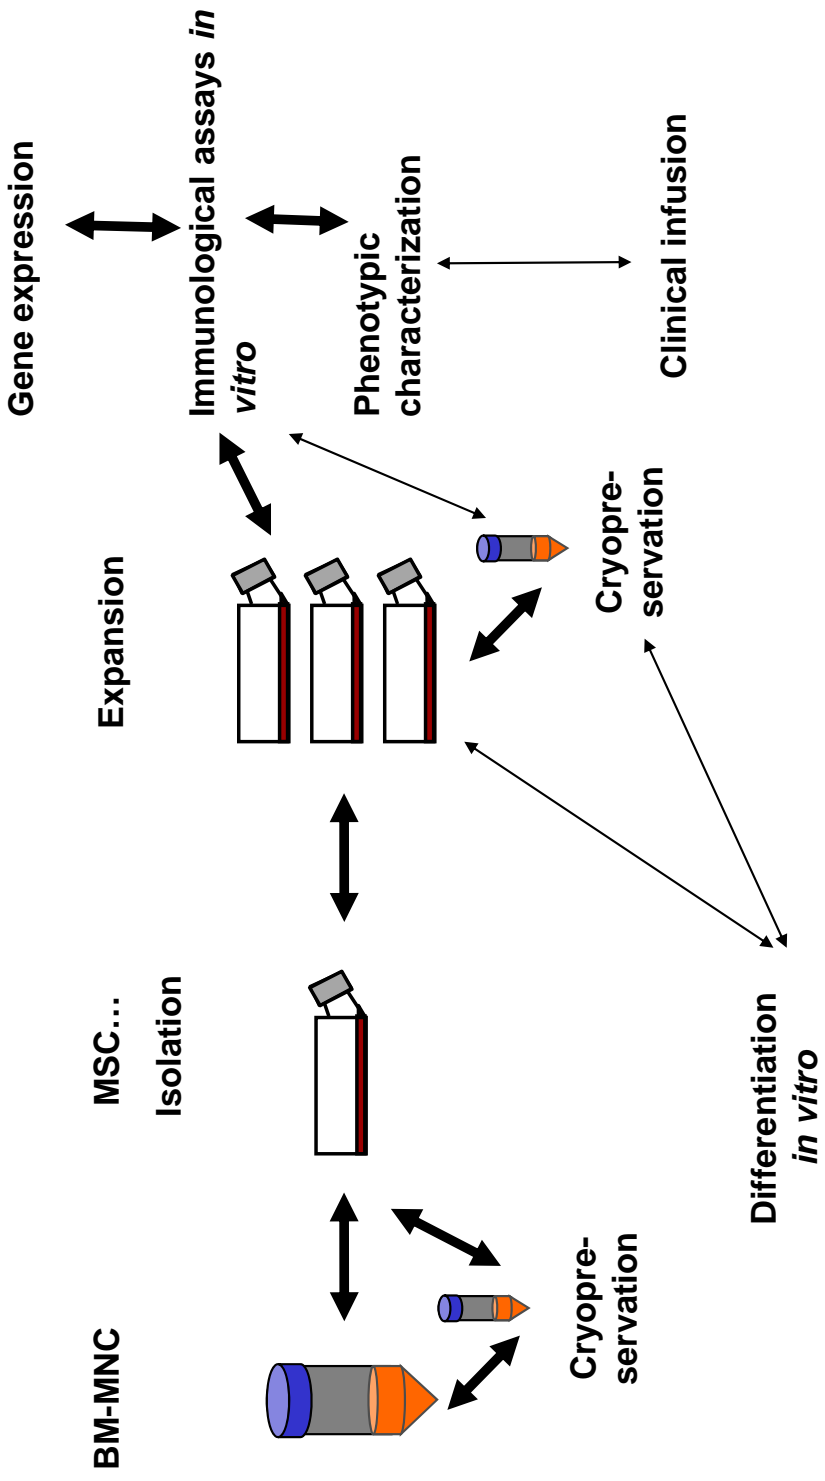 BM-MNC
MSC…
Isolation
Expansion
Gene expression
Immunological assays in
vitro
Phenotypic
characterization
Clinical infusion
Cryopre-
servation
Cryopre-
servation
Differentiation
in vitro